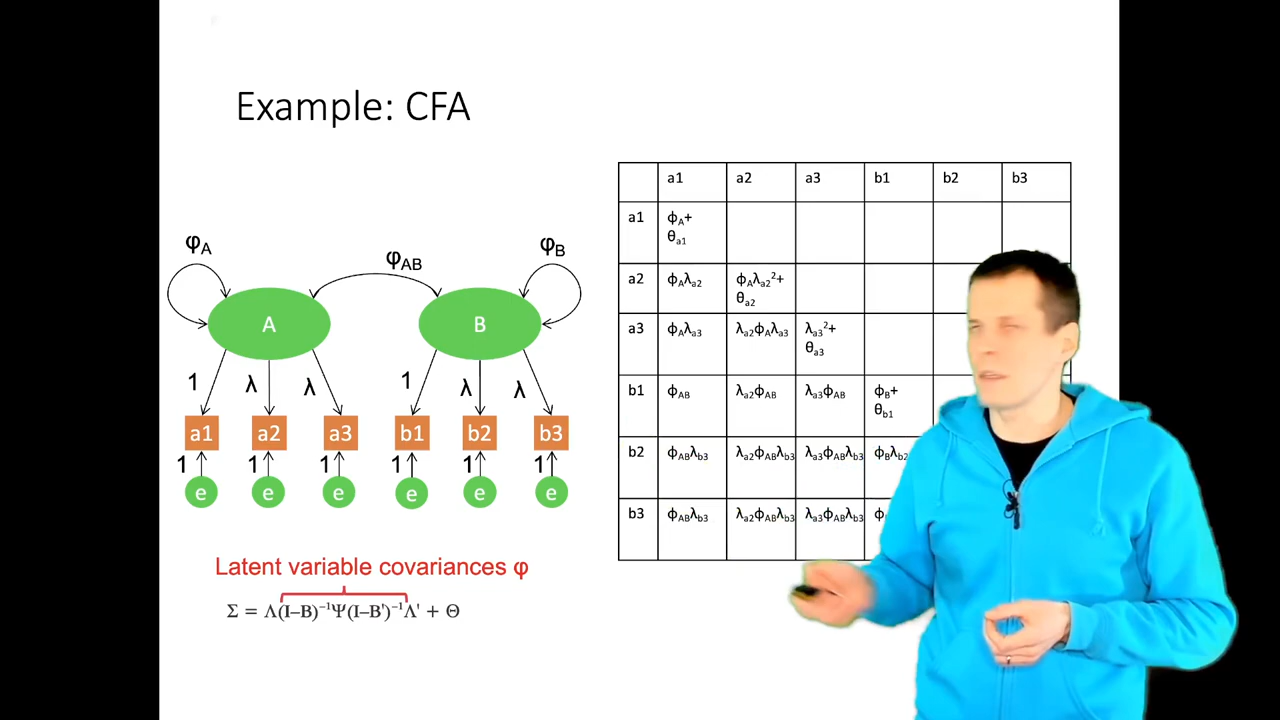 Example: CFA
φA φAB φB
A B
1 λ λ 1 λ λ
a1 a2 a3 b1 b2 b3
1 1 1 1 1 1
e e e e e e
Latent variable covariances φ
Σ = Λ(I–B)⁻¹Ψ(I–B')⁻¹Λ' + Θ
a1 a2 a3 b1 b2 b3
a1 ϕA+ θa1
a2 ϕAλa2 ϕAλa2²+ θa2
a3 ϕAλa3 λa2ϕAλa3 λa3²+ θa3
b1 ϕAB λa2ϕAB λa3ϕAB ϕB+ θb1
b2 ϕABλb3 λa2ϕABλb3 λa3ϕABλb3 ϕBλb2
b3 ϕABλb3 λa2ϕABλb3 λa3ϕABλb3